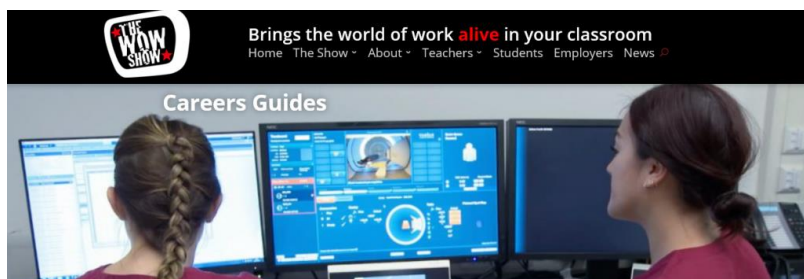 THE
WOW
SHOW
Brings the world of work alive in your classroom
Home The Show About Teachers Students Employers News
Careers Guides